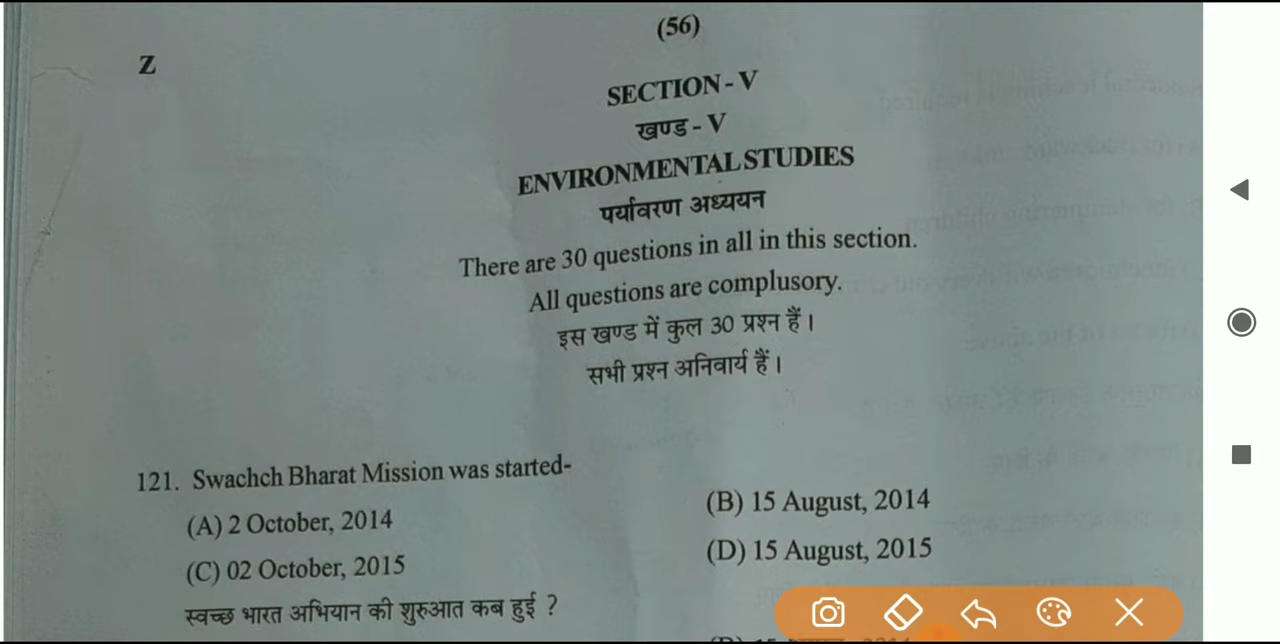 (56)
Z
SECTION - V
खण्ड - V
ENVIRONMENTAL STUDIES
पर्यावरण अध्ययन
There are 30 questions in all in this section.
All questions are complusory.
इस खण्ड में कुल 30 प्रश्न हैं।
सभी प्रश्न अनिवार्य हैं।
121. Swachch Bharat Mission was started-
(A) 2 October, 2014
(B) 15 August, 2014
(C) 02 October, 2015
(D) 15 August, 2015
स्वच्छ भारत अभियान की शुरुआत कब हुई ?